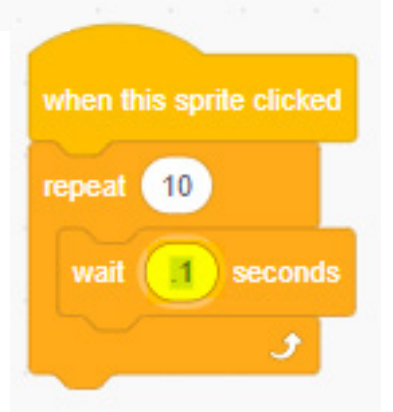 when this sprite clicked
repeat 10
wait .1 seconds